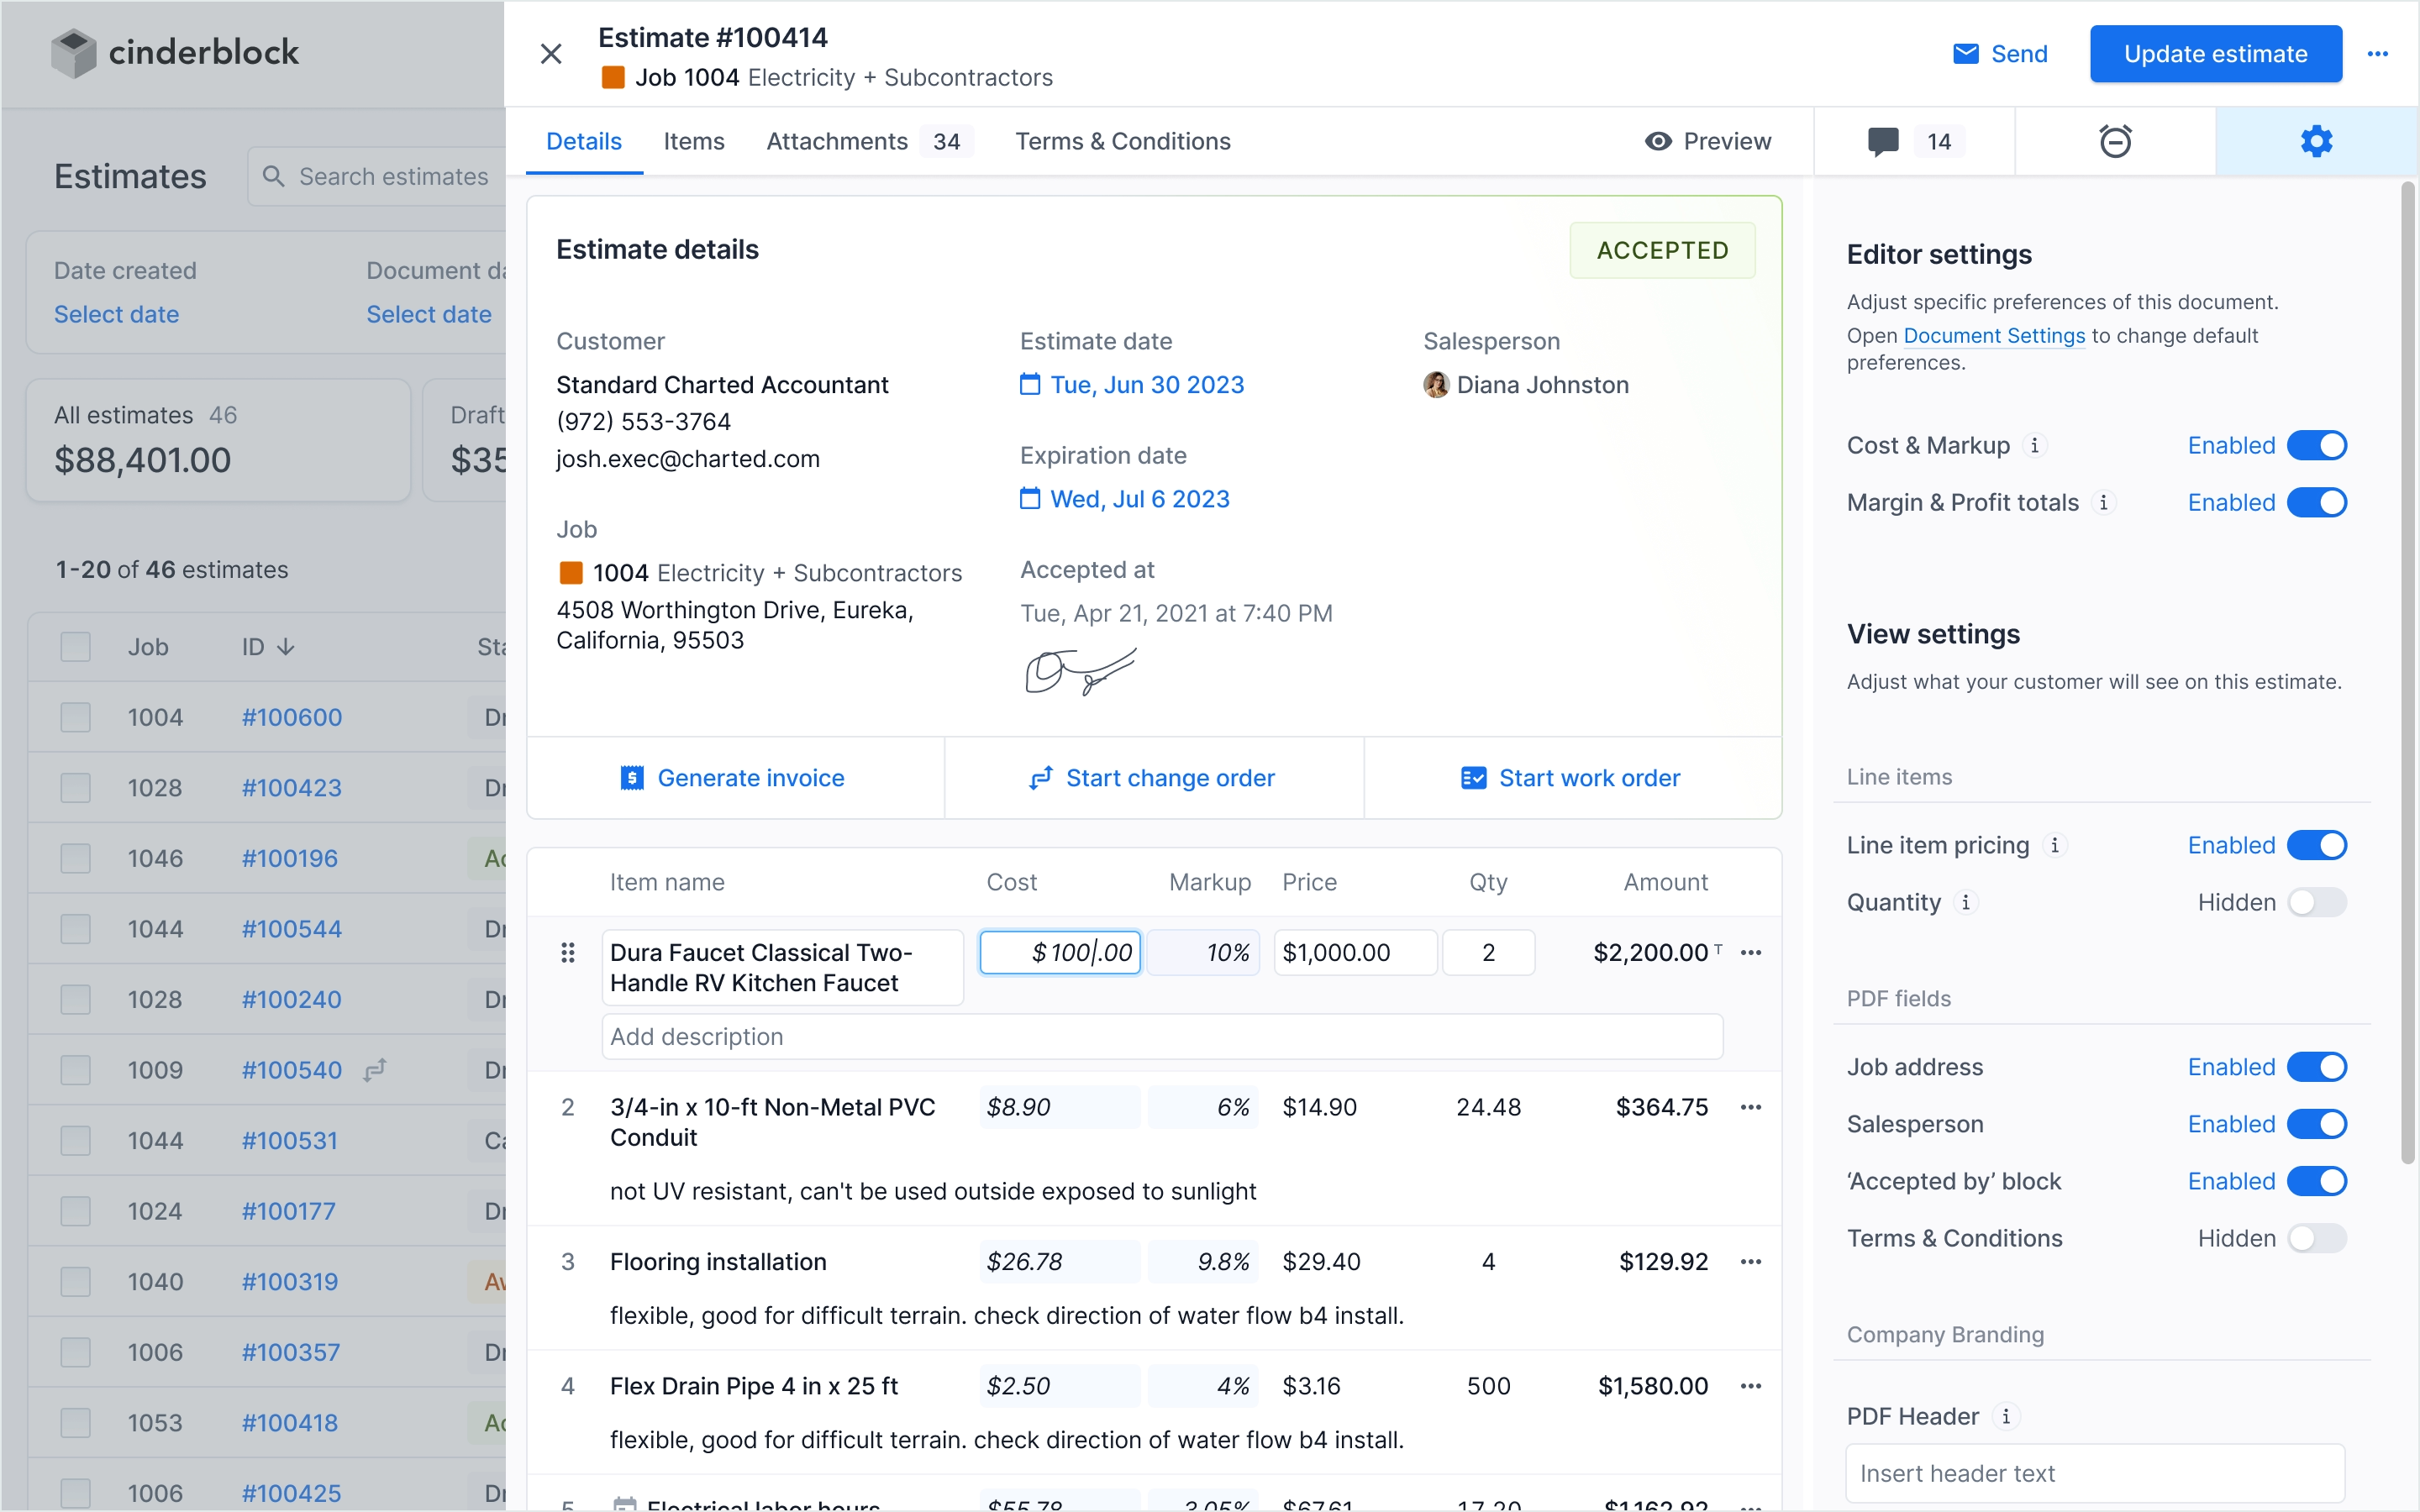 cinderblock
Estimates
Search estimates
Date created
Select date
Document da
Select date
All estimates 46
$88,401.00
Draft
$35
1-20 of 46 estimates
Job ID
1004 #100600
1028 #100423
1046 #100196
1044 #100544
1028 #100240
1009 #100540
1044 #100531
1024 #100177
1040 #100319
1006 #100357
1053 #100418
1006 #100425
Estimate #100414
Job 1004 Electricity + Subcontractors
Send
Update estimate
Details
Items
Attachments 34
Terms & Conditions
Preview
14
Estimate details
ACCEPTED
Customer
Standard Charted Accountant
(972) 553-3764
josh.exec@charted.com
Job
1004 Electricity + Subcontractors
4508 Worthington Drive, Eureka,
California, 95503
Estimate date
Tue, Jun 30 2023
Expiration date
Wed, Jul 6 2023
Accepted at
Tue, Apr 21, 2021 at 7:40 PM
Salesperson
Diana Johnston
Generate invoice
Start change order
Start work order
Item name Cost Markup Price Qty Amount
Dura Faucet Classical Two-
Handle RV Kitchen Faucet
$ 100.00 10% $1,000.00 2 $2,200.00 T
Add description
2 3/4-in x 10-ft Non-Metal PVC
Conduit
$8.90 6% $14.90 24.48 $364.75
not UV resistant, can't be used outside exposed to sunlight
3 Flooring installation $26.78 9.8% $29.40 4 $129.92
flexible, good for difficult terrain. check direction of water flow b4 install.
4 Flex Drain Pipe 4 in x 25 ft $2.50 4% $3.16 500 $1,580.00
flexible, good for difficult terrain. check direction of water flow b4 install.
5 Electrical labor hours $55.78 3.05% $67.61 17.20 $1,162.92
Editor settings
Adjust specific preferences of this document.
Open Document Settings to change default
preferences.
Cost & Markup i Enabled
Margin & Profit totals i Enabled
View settings
Adjust what your customer will see on this estimate.
Line items
Line item pricing i Enabled
Quantity i Hidden
PDF fields
Job address Enabled
Salesperson Enabled
‘Accepted by’ block Enabled
Terms & Conditions Hidden
Company Branding
PDF Header i
Insert header text